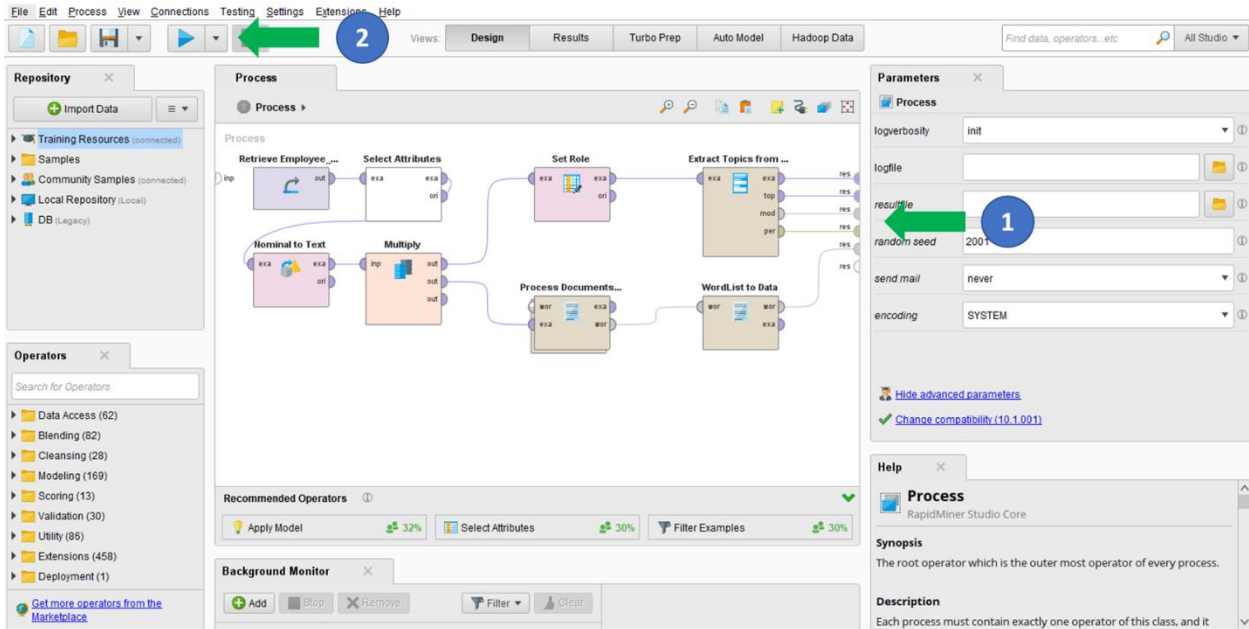 File Edit Process View Connections Testing Settings Extensions Help
2
Views: Design Results Turbo Prep Auto Model Hadoop Data
Find data, operators...etc
All Studio
Repository
Import Data
Training Resources (connected)
Samples
Community Samples (connected)
Local Repository (Local)
DB (Legacy)
Operators
Search for Operators
Data Access (62)
Blending (82)
Cleansing (28)
Modeling (169)
Scoring (13)
Validation (30)
Utility (86)
Extensions (458)
Deployment (1)
Get more operators from the
Marketplace
Process
Process
Process
Retrieve Employee_... Select Attributes Set Role Extract Topics from ...
inp out exa exa exa exa exa exa res
ori ori top res
mod res
per res
res
res
Nominal to Text Multiply
exa exa inp out
ori out
out
Process Documents... WordList to Data
wor exa wor wor
exa wor exa
Recommended Operators
Apply Model 32% Select Attributes 30% Filter Examples 30%
Background Monitor
Add Stop Remove Filter Clear
Parameters
Process
logverbosity init
logfile
resultfile
1
random seed 2001
send mail never
encoding SYSTEM
Hide advanced parameters
Change compatibility (10.1.001)
Help
Process
RapidMiner Studio Core
Synopsis
The root operator which is the outer most operator of every process.
Description
Each process must contain exactly one operator of this class, and it